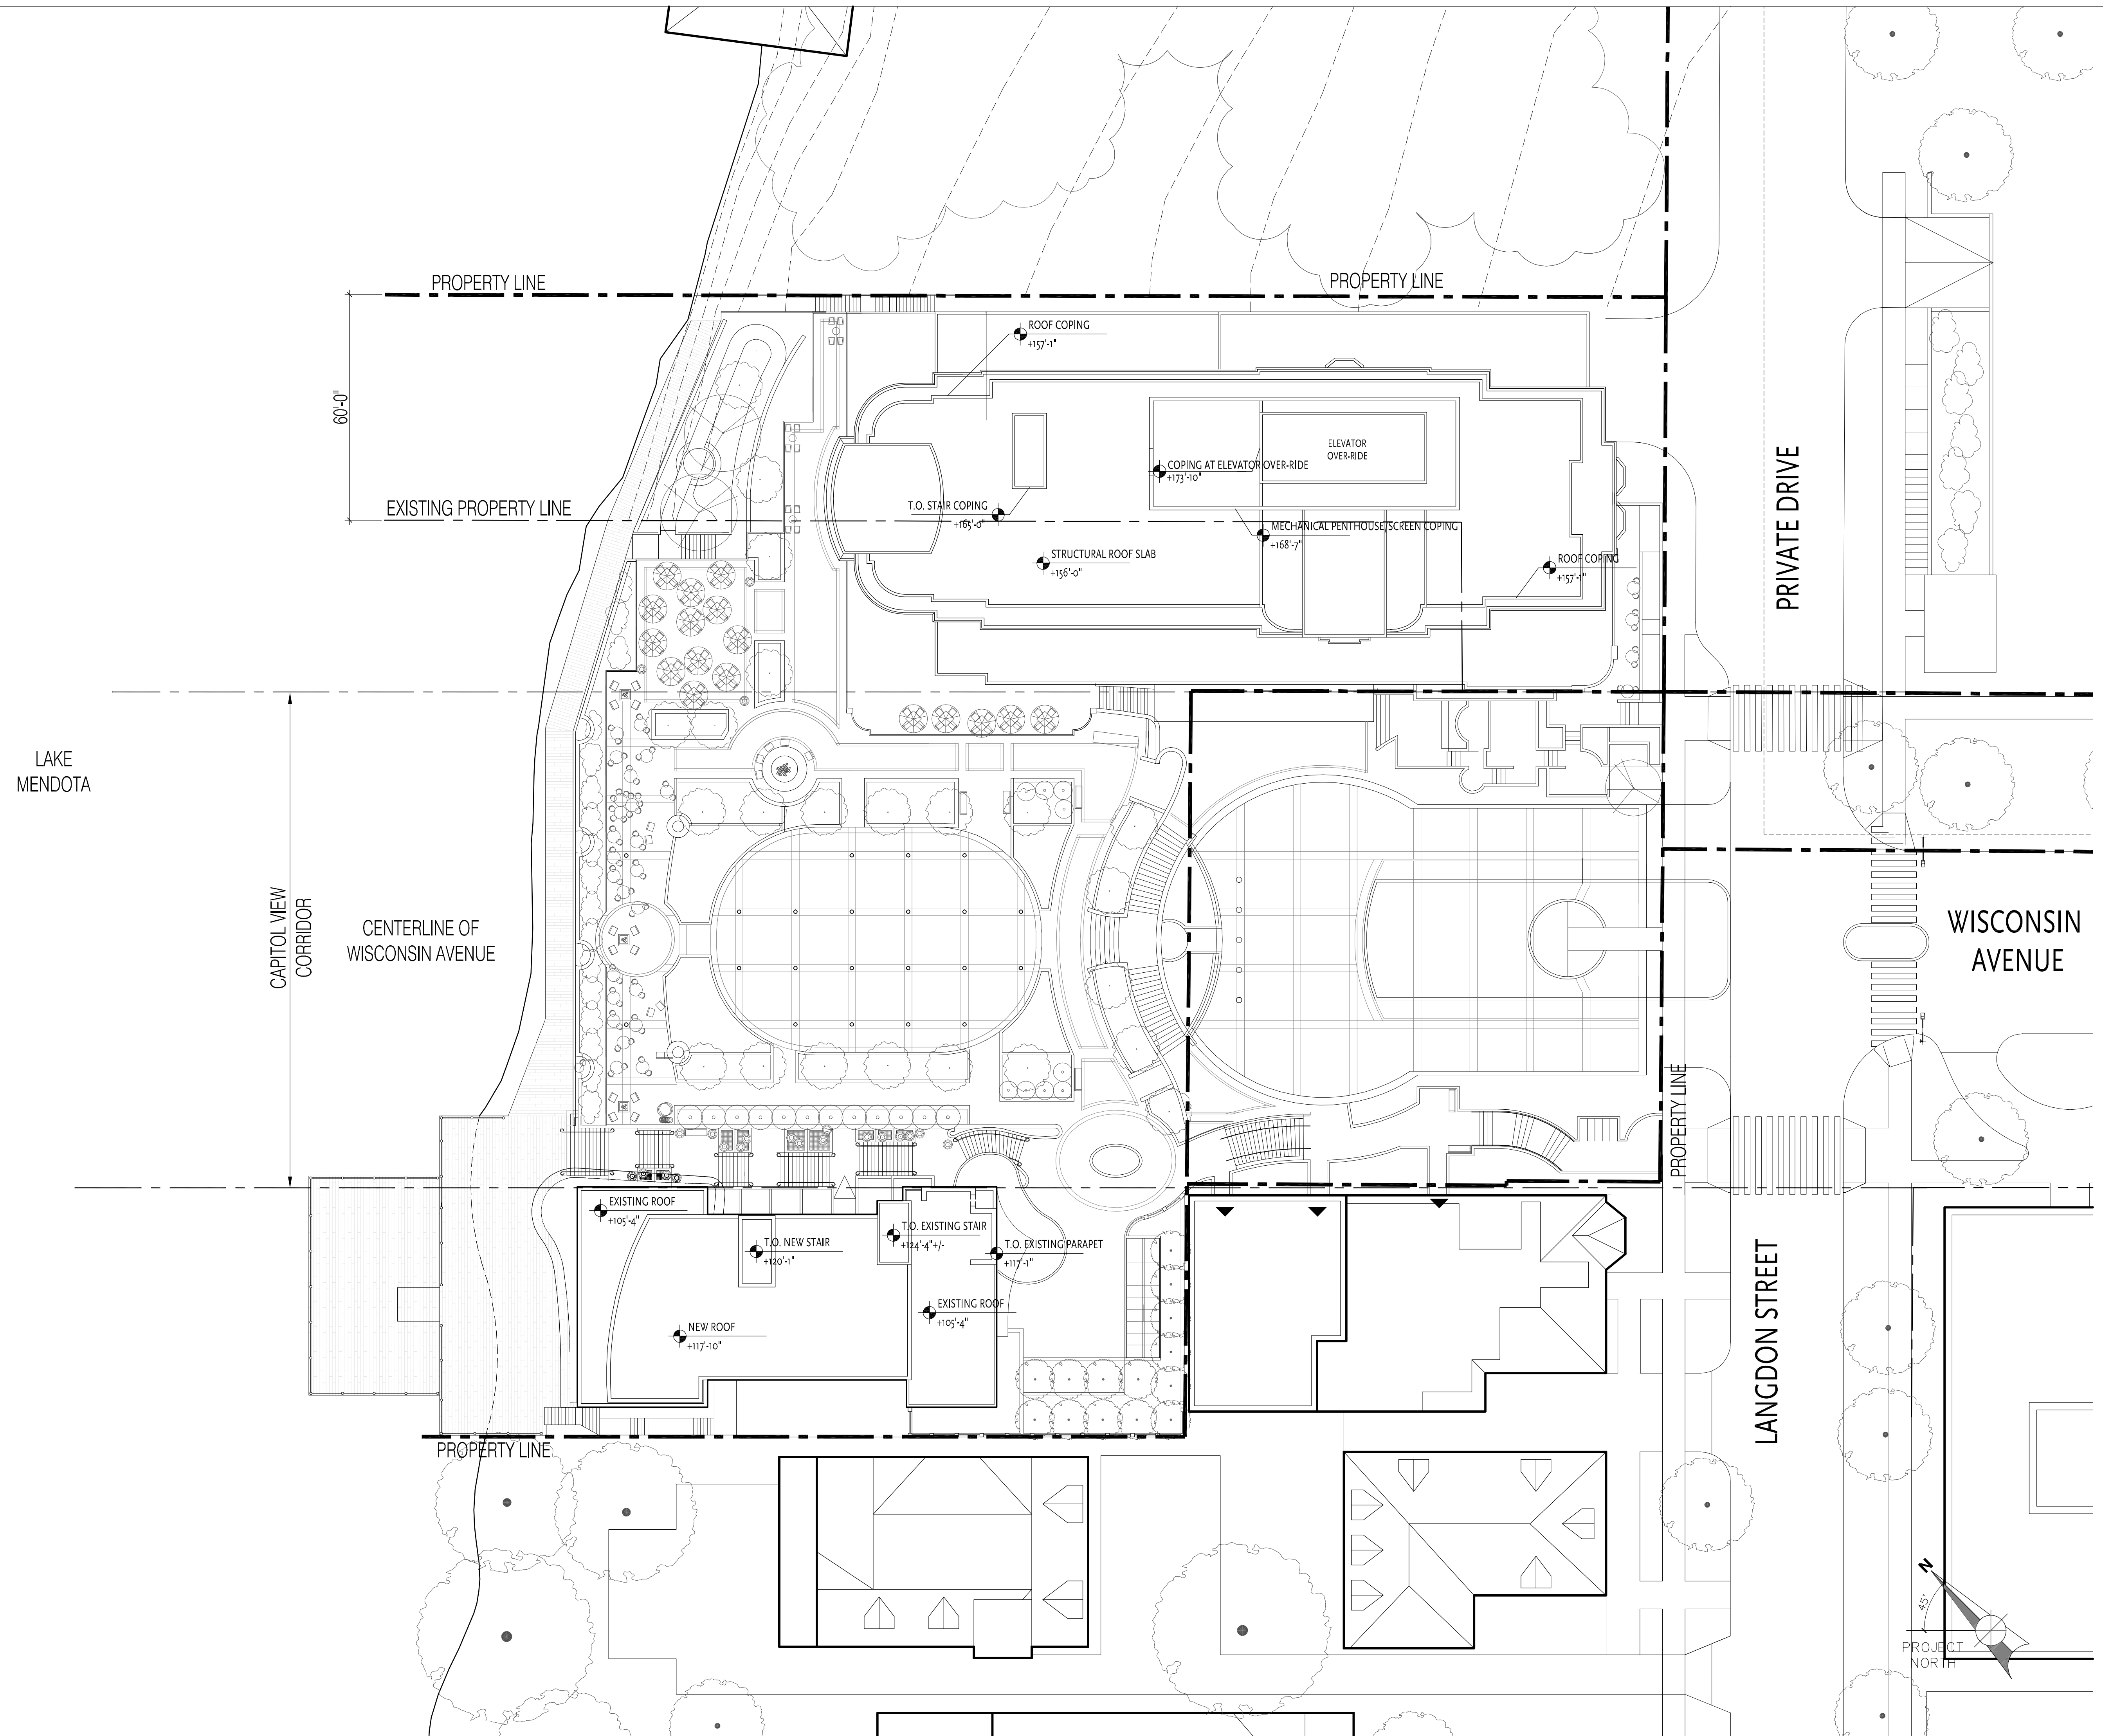 PROPERTY LINE
PROPERTY LINE
ROOF COPING
+157'-1"
60'-0"
ELEVATOR
OVER-RIDE
COPING AT ELEVATOR OVER-RIDE
+173'-10"
EXISTING PROPERTY LINE
T.O. STAIR COPING
+165'-0"
MECHANICAL PENTHOUSE/SCREEN COPING
+168'-7"
STRUCTURAL ROOF SLAB
+156'-0"
ROOF COPING
+157'-1"
PRIVATE DRIVE
LAKE
MENDOTA
CAPITOL VIEW
CORRIDOR
CENTERLINE OF
WISCONSIN AVENUE
WISCONSIN
AVENUE
PROPERTY LINE
EXISTING ROOF
+105'-4"
T.O. NEW STAIR
+120'-1"
T.O. EXISTING STAIR
+124'-4"+/-
T.O. EXISTING PARAPET
+117'-1"
EXISTING ROOF
+105'-4"
NEW ROOF
+117'-10"
LANGDON STREET
PROPERTY LINE
N
45°
PROJECT
NORTH